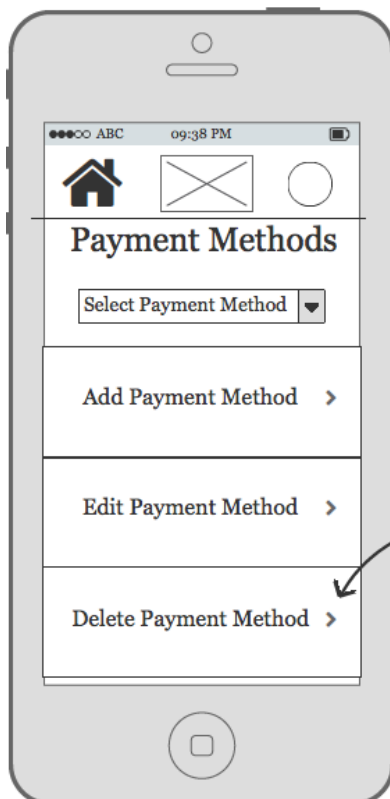 ABC 09:38 PM
Payment Methods
Select Payment Method
Add Payment Method
Edit Payment Method
Delete Payment Method